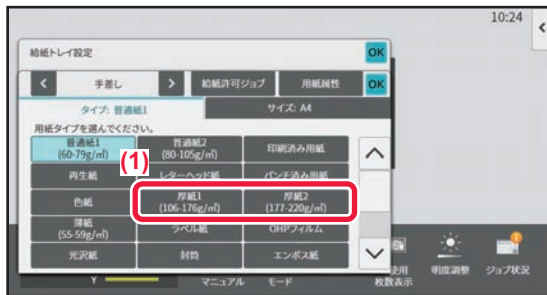 10:24
給紙トレイ設定
OK
手差し
給紙許可ジョブ
用紙属性
OK
タイプ: 普通紙1
サイズ: A4
用紙タイプを選んでください。
普通紙1
(60-79g/㎡)
普通紙2
(80-105g/㎡)
印刷済み用紙
(1)
再生紙
レターヘッド紙
パンチ済み用紙
色紙
厚紙1
(106-176g/㎡)
厚紙2
(177-220g/㎡)
薄紙
(55-59g/㎡)
ラベル紙
OHPフィルム
光沢紙
封筒
エンボス紙
Y
マニュアル
モード
使用
枚数表示
明度調整
ジョブ状況